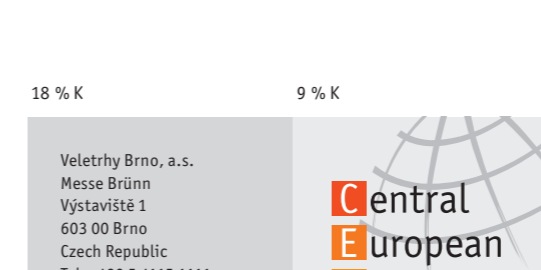 18 % K
9 % K
Veletrhy Brno, a.s.
Messe Brünn
Výstaviště 1
603 00 Brno
Czech Republic
Central
European